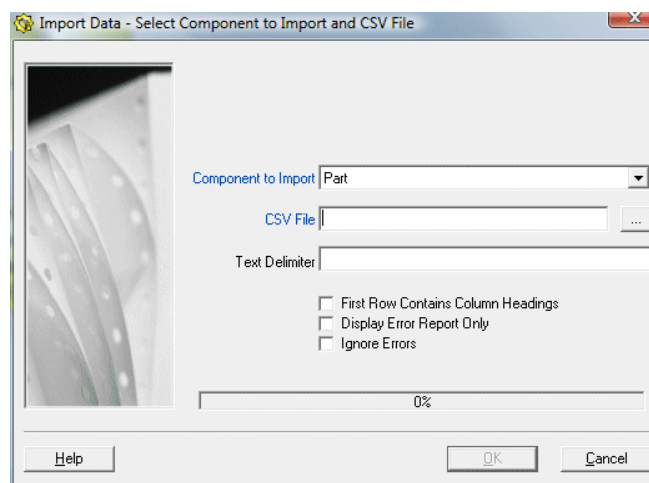 Import Data - Select Component to Import and CSV File
Component to Import Part
CSV File ...
Text Delimiter
First Row Contains Column Headings
Display Error Report Only
Ignore Errors
0%
Help OK Cancel